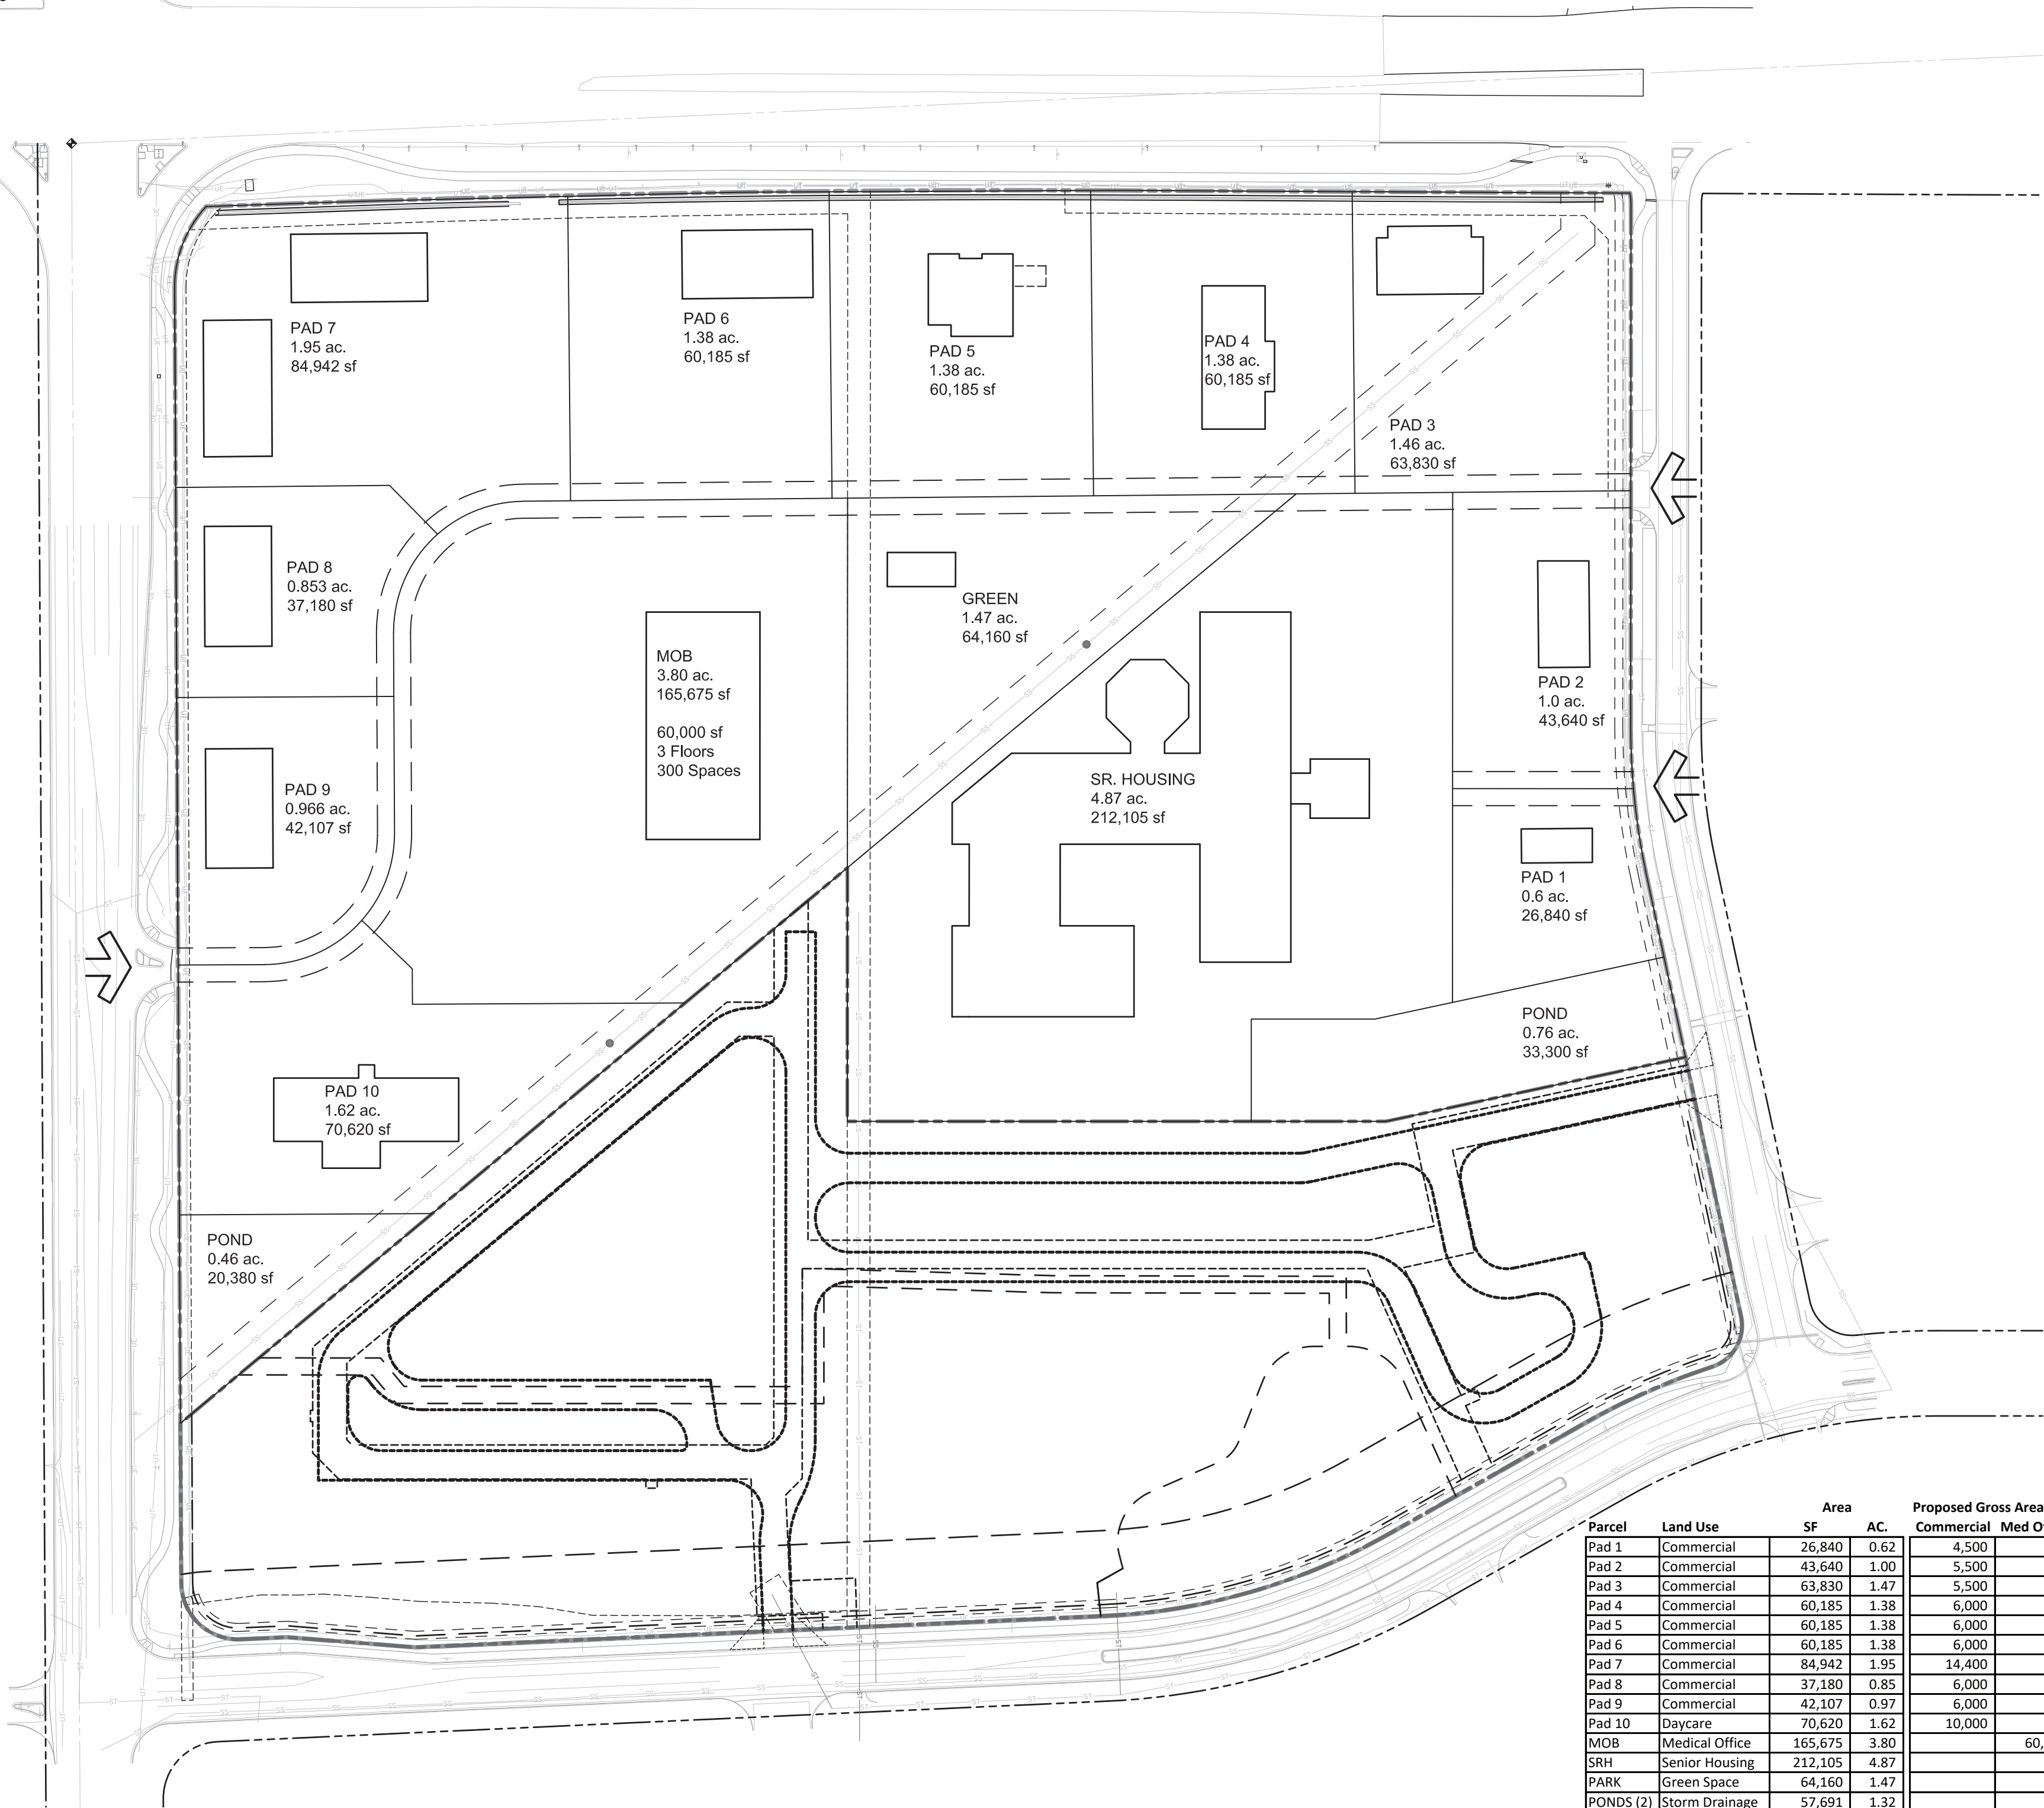 PAD 7
1.95 ac.
84,942 sf
PAD 6
1.38 ac.
60,185 sf
PAD 5
1.38 ac.
60,185 sf
PAD 4
1.38 ac.
60,185 sf
PAD 3
1.46 ac.
63,830 sf
PAD 8
0.853 ac.
37,180 sf
GREEN
1.47 ac.
64,160 sf
MOB
3.80 ac.
165,675 sf
60,000 sf
3 Floors
300 Spaces
PAD 2
1.0 ac.
43,640 sf
PAD 9
0.966 ac.
42,107 sf
SR. HOUSING
4.87 ac.
212,105 sf
PAD 1
0.6 ac.
26,840 sf
POND
0.76 ac.
33,300 sf
PAD 10
1.62 ac.
70,620 sf
POND
0.46 ac.
20,380 sf
Area Proposed Gross Area
Parcel Land Use SF AC. Commercial Med O
Pad 1 Commercial 26,840 0.62 4,500
Pad 2 Commercial 43,640 1.00 5,500
Pad 3 Commercial 63,830 1.47 5,500
Pad 4 Commercial 60,185 1.38 6,000
Pad 5 Commercial 60,185 1.38 6,000
Pad 6 Commercial 60,185 1.38 6,000
Pad 7 Commercial 84,942 1.95 14,400
Pad 8 Commercial 37,180 0.85 6,000
Pad 9 Commercial 42,107 0.97 6,000
Pad 10 Daycare 70,620 1.62 10,000
MOB Medical Office 165,675 3.80 60,
SRH Senior Housing 212,105 4.87
PARK Green Space 64,160 1.47
PONDS (2) Storm Drainage 57,691 1.32